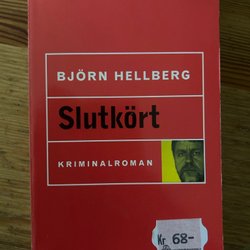 BJÖRN HELLBERG
Slutkört
KRIMINALROMAN
Kr 68-